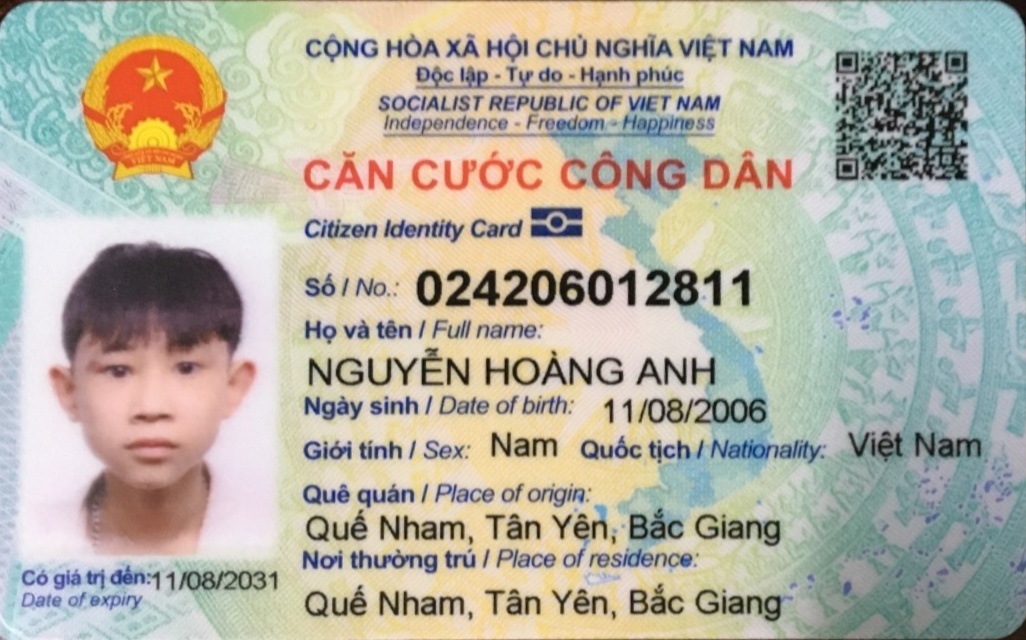 CỘNG HÒA XÃ HỘI CHỦ NGHĨA VIỆT NAM
Độc lập - Tự do - Hạnh phúc
SOCIALIST REPUBLIC OF VIET NAM
Independence - Freedom - Happiness
CĂN CƯỚC CÔNG DÂN
Citizen Identity Card
Số / No.: 024206012811
Họ và tên / Full name:
NGUYỄN HOÀNG ANH
Ngày sinh / Date of birth: 11/08/2006
Giới tính / Sex: Nam Quốc tịch / Nationality: Việt Nam
Quê quán / Place of origin:
Quế Nham, Tân Yên, Bắc Giang
Nơi thường trú / Place of residence:
Quế Nham, Tân Yên, Bắc Giang
Có giá trị đến: 11/08/2031
Date of expiry
VIỆT NAM